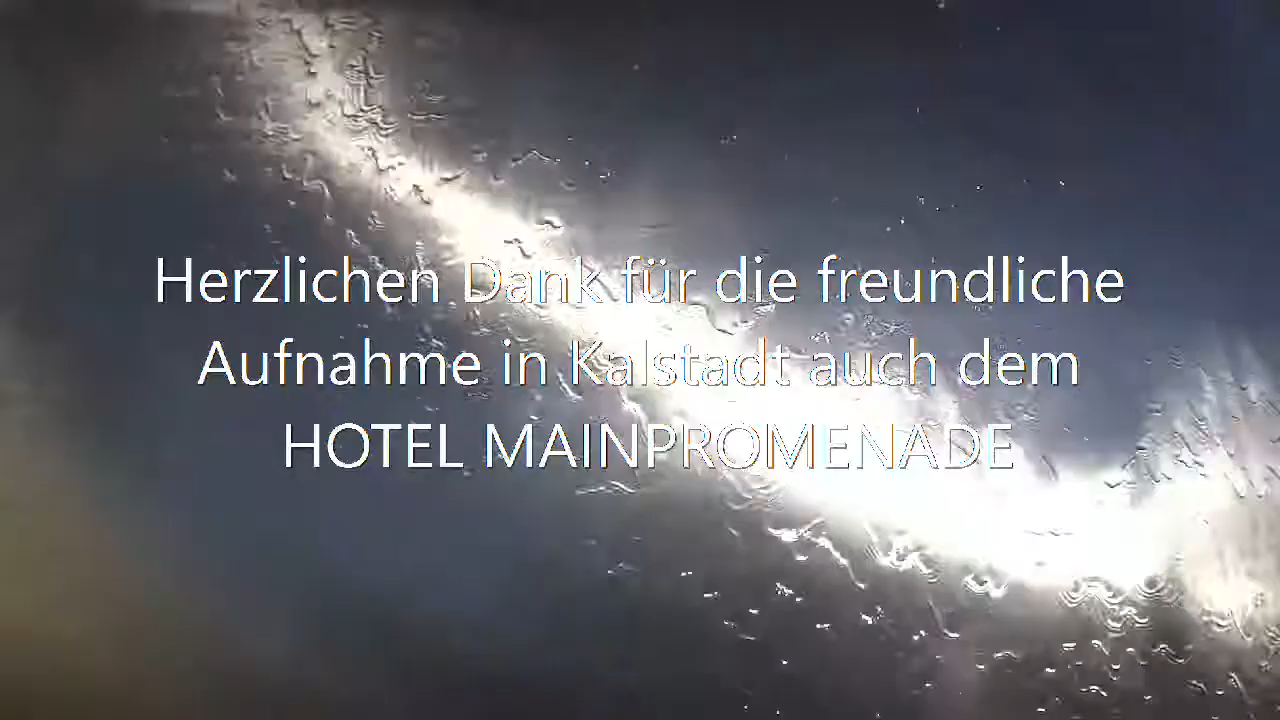 Herzlichen Dank für die freundliche
Aufnahme in Kalstadt auch dem
HOTEL MAINPROMENADE